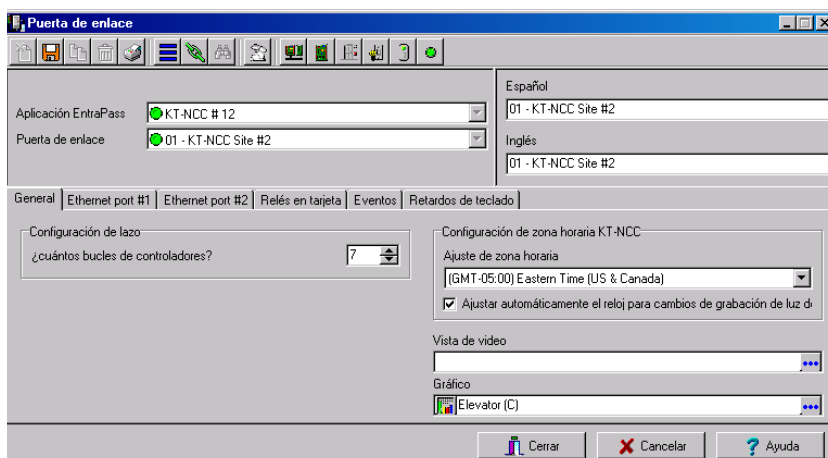 Puerta de enlace
Aplicación EntraPass
KT-NCC # 12
Puerta de enlace
01 - KT-NCC Site #2
Español
01 - KT-NCC Site #2
Inglés
01 - KT-NCC Site #2
General
Ethernet port #1
Ethernet port #2
Relés en tarjeta
Eventos
Retardos de teclado
Configuración de lazo
¿cuántos bucles de controladores?
7
Configuración de zona horaria KT-NCC
Ajuste de zona horaria
(GMT-05:00) Eastern Time (US & Canada)
Ajustar automáticamente el reloj para cambios de grabación de luz d
Vista de video
Gráfico
Elevator (C)
Cerrar
Cancelar
Ayuda